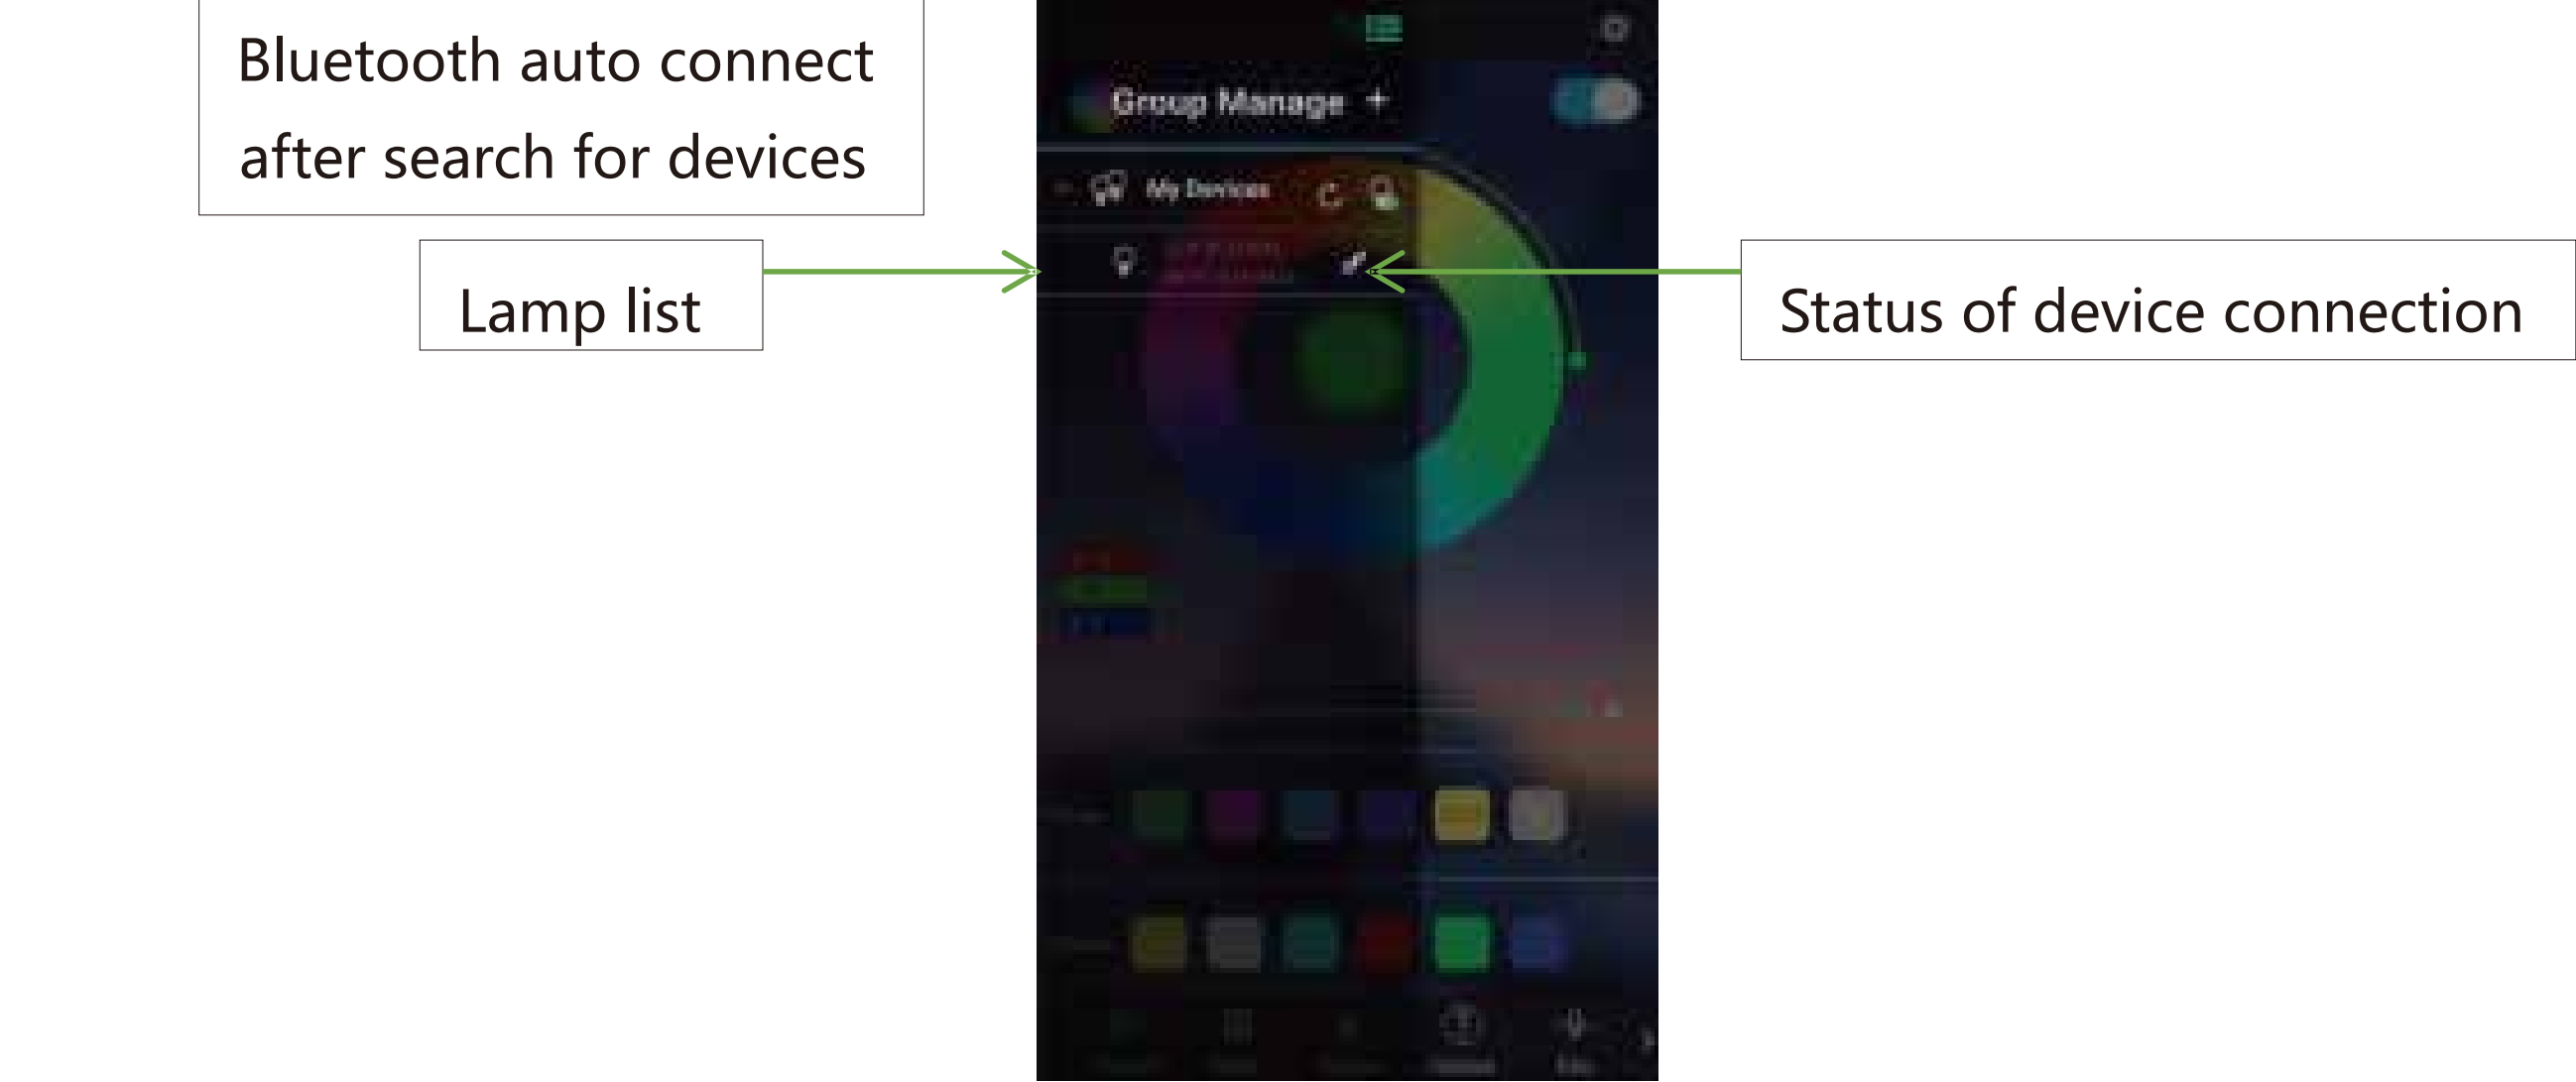 Bluetooth auto connect
after search for devices
Group Manage +
My Devices
Lamp list
Status of device connection